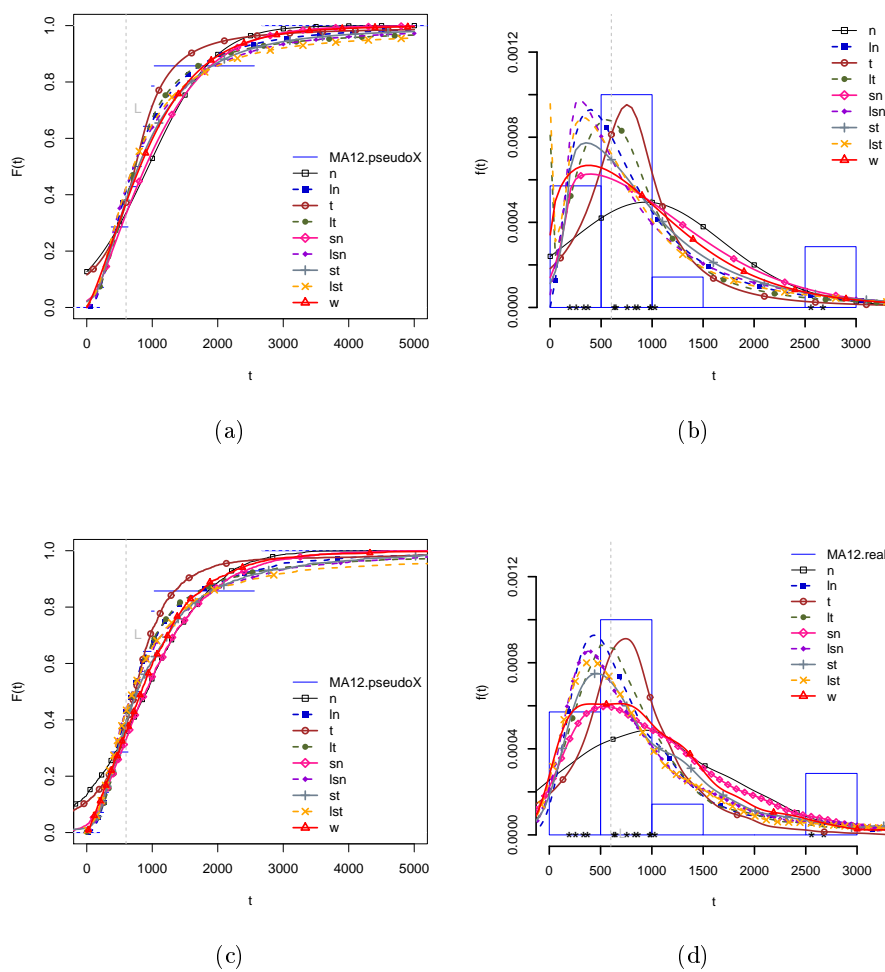 1.0
0.8
0.6
0.4
0.2
0.0
F(t)
L
MA12.pseudoX
n
ln
t
lt
sn
lsn
st
lst
w
0 1000 2000 3000 4000 5000
t
(a)
0.0012
0.0008
0.0004
0.0000
f(t)
n
ln
t
lt
sn
lsn
st
lst
w
0 500 1000 1500 2000 2500 3000
t
(b)
1.0
0.8
0.6
0.4
0.2
0.0
F(t)
L
MA12.pseudoX
n
ln
t
lt
sn
lsn
st
lst
w
0 1000 2000 3000 4000 5000
t
(c)
0.0012
0.0008
0.0004
0.0000
f(t)
MA12.real
n
ln
t
lt
sn
lsn
st
lst
w
0 500 1000 1500 2000 2500 3000
t
(d)